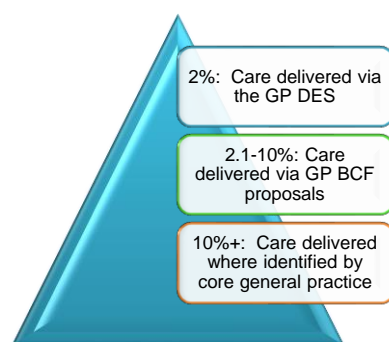 2%:  Care delivered via
the GP DES
2.1-10%: Care
delivered via GP BCF
proposals
10%+:  Care delivered
where identified by
core general practice